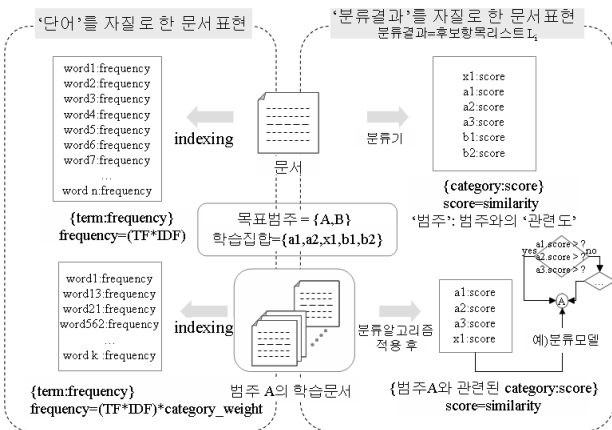 '단어'를 자질로 한 문서표현
word1:frequency
word2:frequency
word3:frequency
word4:frequency
word5:frequency
word6:frequency
word7:frequency
...
word n:frequency
{term:frequency}
frequency=(TF*IDF)
indexing
문서
분류기
'분류결과'를 자질로 한 문서표현
분류결과=후보항목리스트 Li
x1:score
a1:score
a2:score
a3:score
b1:score
b2:score
{category:score}
score=similarity
'범주': 범주와의 '관련도'
목표범주 = {A,B}
학습집합={a1,a2,x1,b1,b2}
word1:frequency
word13:frequency
word21:frequency
word562:frequency
...
word k :frequency
indexing
{term:frequency}
frequency=(TF*IDF)*category_weight
범주 A의 학습문서
분류알고리즘
적용 후
a1:score
a2:score
a3:score
x1:score
{범주A와 관련된 category:score}
score=similarity
a1.score > ?
yes a2.score > ? no
a3.score > ?
...
A
예)분류모델